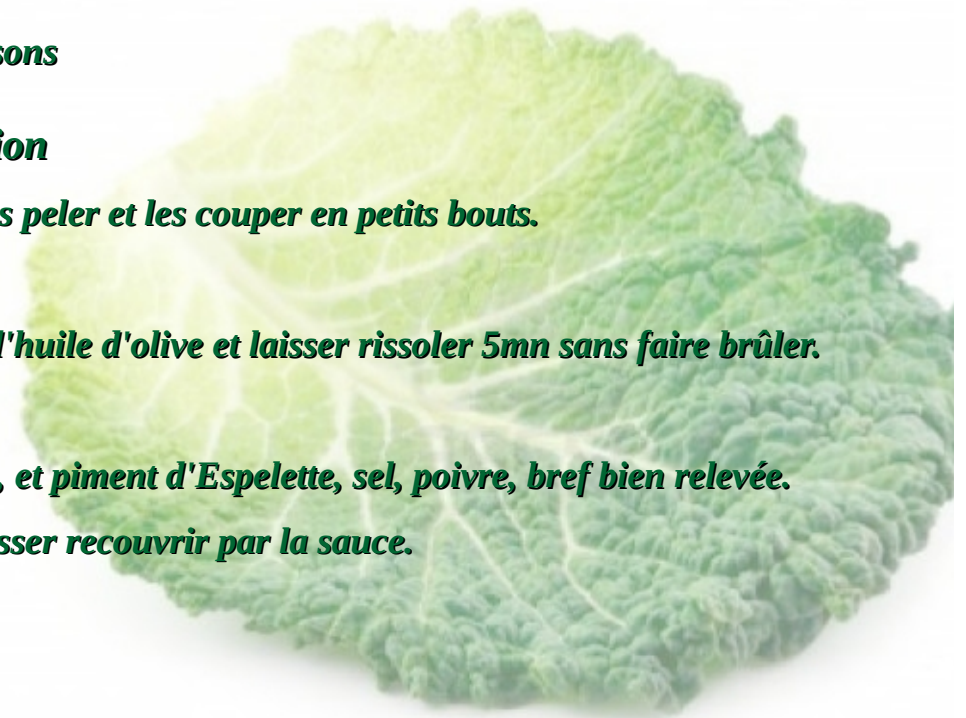 sons
ion
s peler et les couper en petits bouts.
l'huile d'olive et laisser rissoler 5mn sans faire brûler.
, et piment d'Espelette, sel, poivre, bref bien relevée.
sser recouvrir par la sauce.